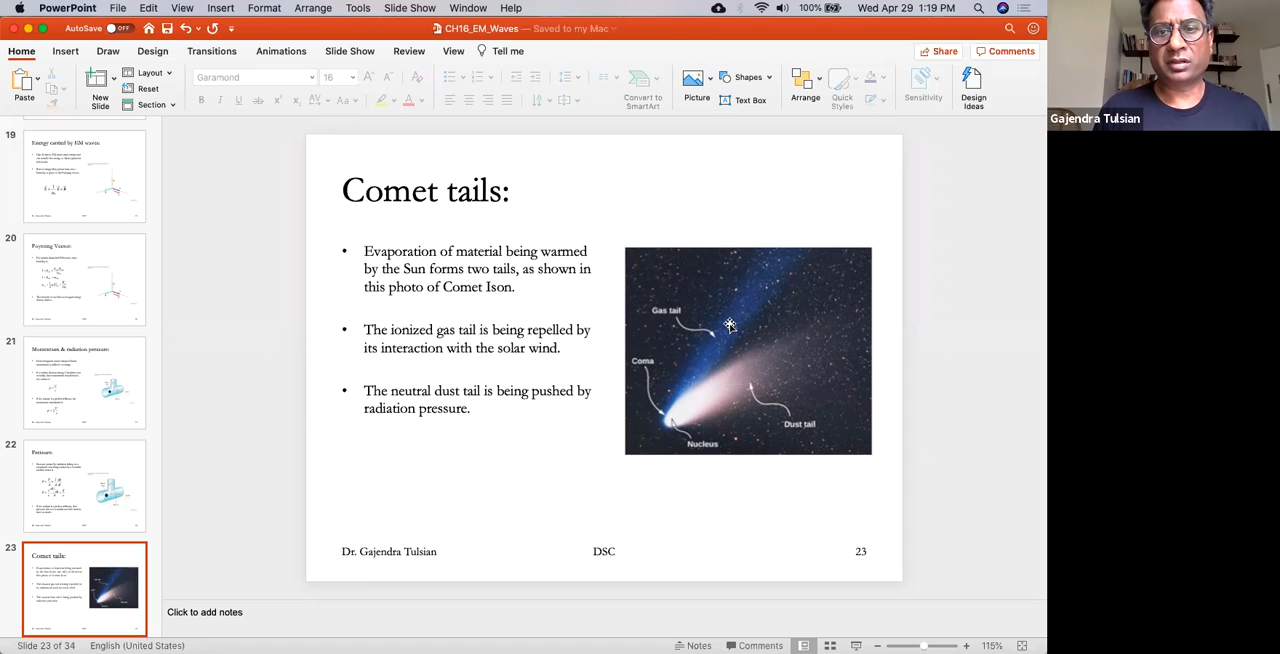 PowerPoint File Edit View Insert Format Arrange Tools Slide Show Window Help 100% Wed Apr 29 1:19 PM
AutoSave OFF CH16_EM_Waves — Saved to my Mac
Home Insert Draw Design Transitions Animations Slide Show Review View Tell me Share Comments
Paste New Slide Layout Reset Section Garamond 16 Convert to SmartArt Picture Shapes Text Box Arrange Quick Styles Sensitivity Design Ideas
Gajendra Tulsian
19
Energy carried by EM waves:
20
Poynting Vector:
21
Momentum & radiation pressure:
22
Pressure:
23
Comet tails:
Comet tails:
• Evaporation of material being warmed
by the Sun forms two tails, as shown in
this photo of Comet Ison.
• The ionized gas tail is being repelled by
its interaction with the solar wind.
• The neutral dust tail is being pushed by
radiation pressure.
Gas tail
Coma
Dust tail
Nucleus
Dr. Gajendra Tulsian DSC 23
Click to add notes
Slide 23 of 34 English (United States) Notes Comments 115%